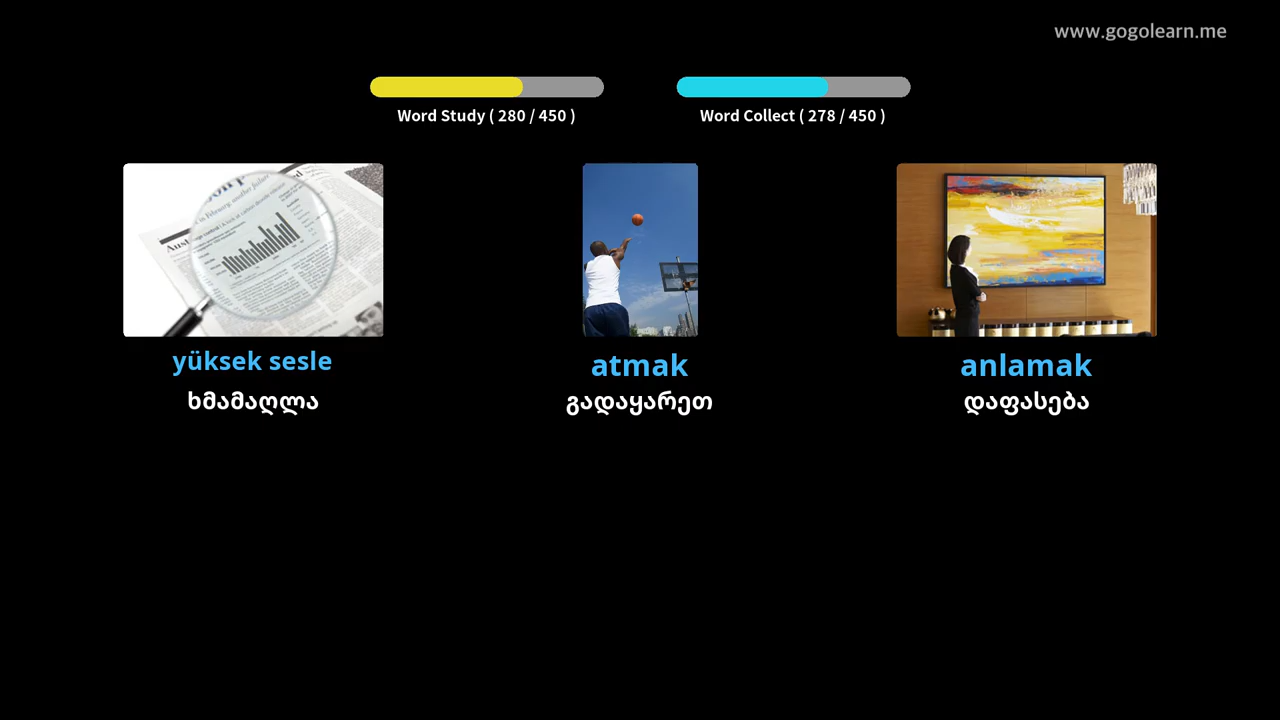 www.gogolearn.me
Word Study ( 280 / 450 )
Word Collect ( 278 / 450 )
yüksek sesle
ხმამაღლა
atmak
გადაყარეთ
anlamak
დაფასება